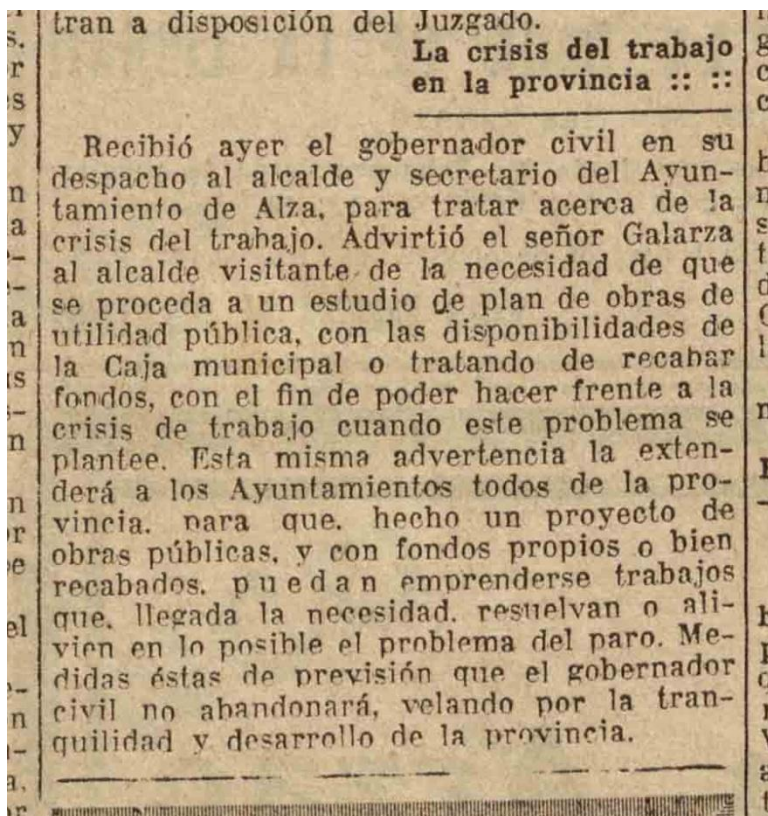 tran a disposición del Juzgado.
La crisis del trabajo
en la provincia :: ::
Recibió ayer el gobernador civil en su
despacho al alcalde y secretario del Ayun-
tamiento de Alza, para tratar acerca de la
crisis del trabajo. Advirtió el señor Galarza
al alcalde visitante de la necesidad de que
se proceda a un estudio de plan de obras de
utilidad pública, con las disponibilidades de
la Caja municipal o tratando de recabar
fondos, con el fin de poder hacer frente a la
crisis de trabajo cuando este problema se
plantee. Esta misma advertencia la exten-
derá a los Ayuntamientos todos de la pro-
vincia. para que. hecho un proyecto de
obras públicas, y con fondos propios o bien
recabados, puedan emprenderse trabajos
que, llegada la necesidad. resuelvan o ali-
vien en lo posible el problema del paro. Me-
didas éstas de previsión que el gobernador
civil no abandonará, velando por la tran-
quilidad y desarrollo de la provincia.